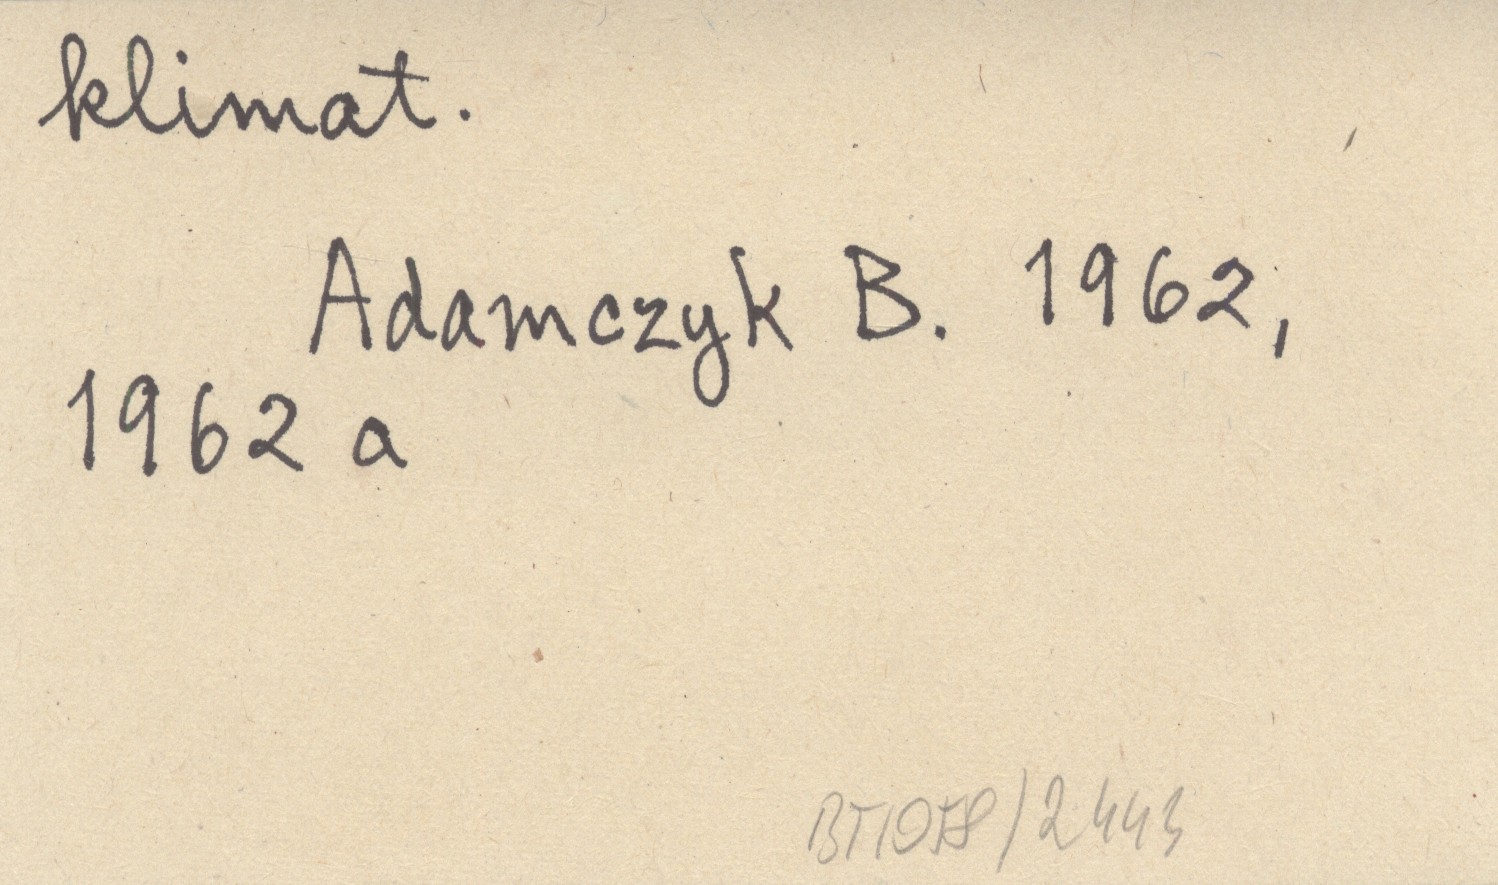 klimat.
Adamczyk B. 1962,
1962 a